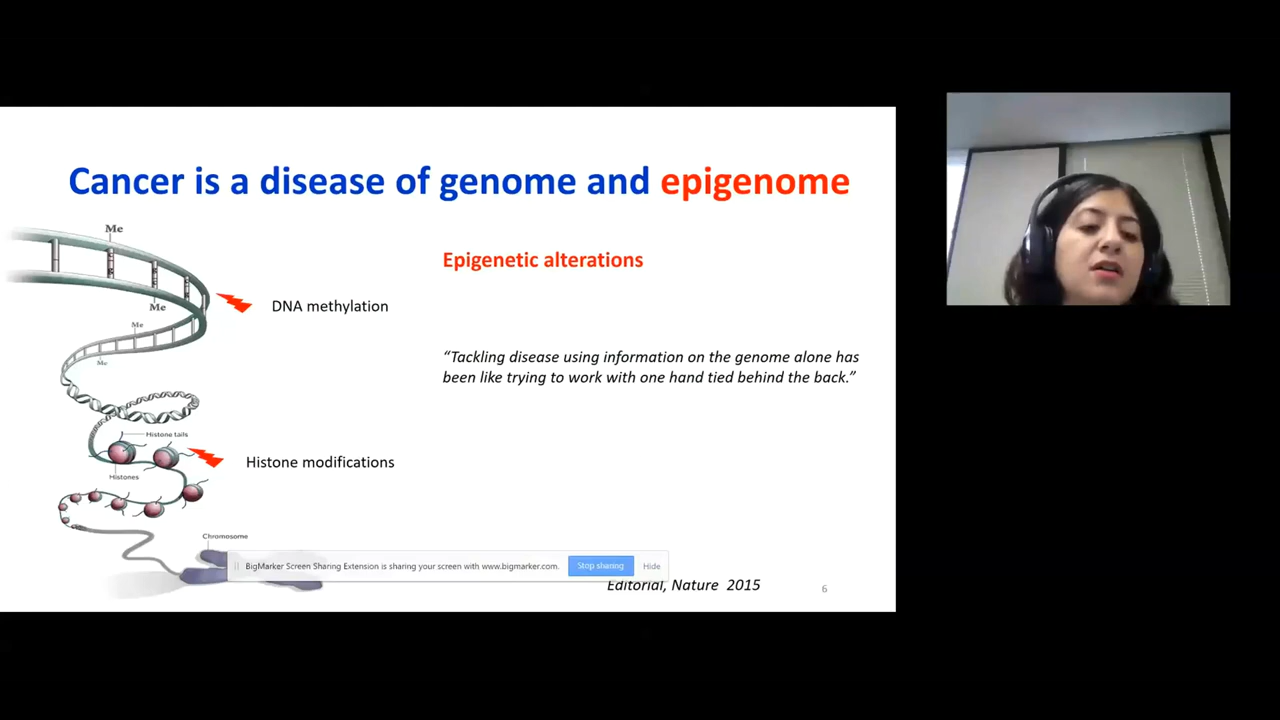 Cancer is a disease of genome and epigenome
Me
Epigenetic alterations
DNA methylation
Me
Me
Me
“Tackling disease using information on the genome alone has
been like trying to work with one hand tied behind the back.”
Histone tails
Histone modifications
Histones
Chromosome
BigMarker Screen Sharing Extension is sharing your screen with www.bigmarker.com.
Stop sharing
Hide
Editorial, Nature 2015
6